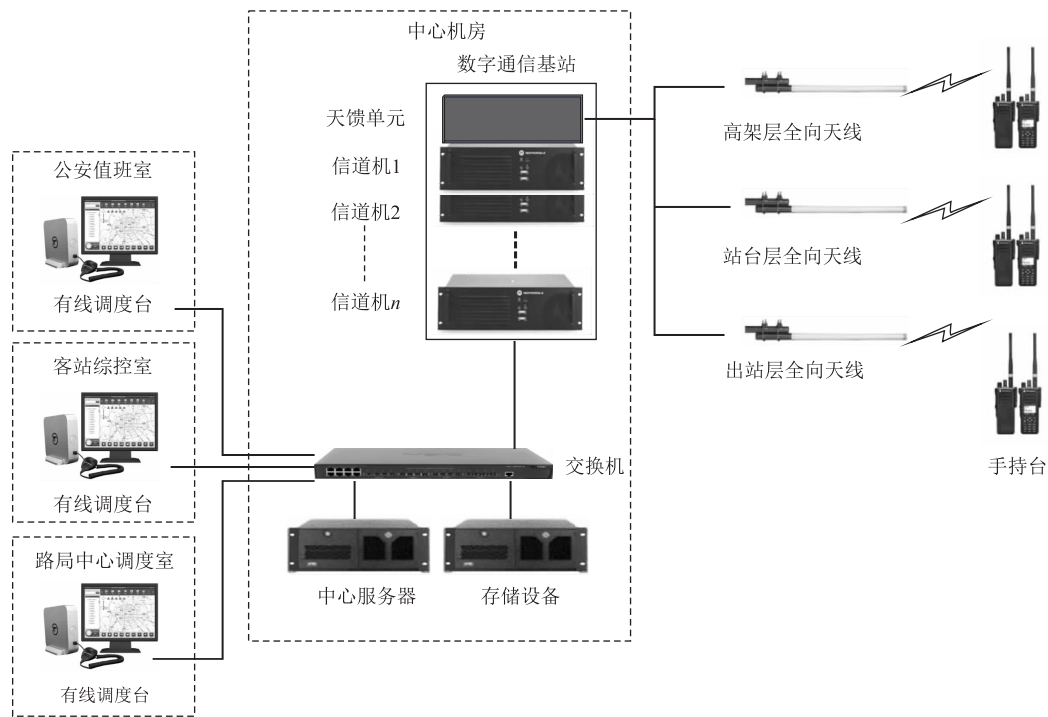 中心机房
数字通信基站
天馈单元
信道机1
信道机2
信道机n
高架层全向天线
站台层全向天线
出站层全向天线
手持台
公安值班室
有线调度台
客站综控室
有线调度台
路局中心调度室
有线调度台
交换机
中心服务器
存储设备